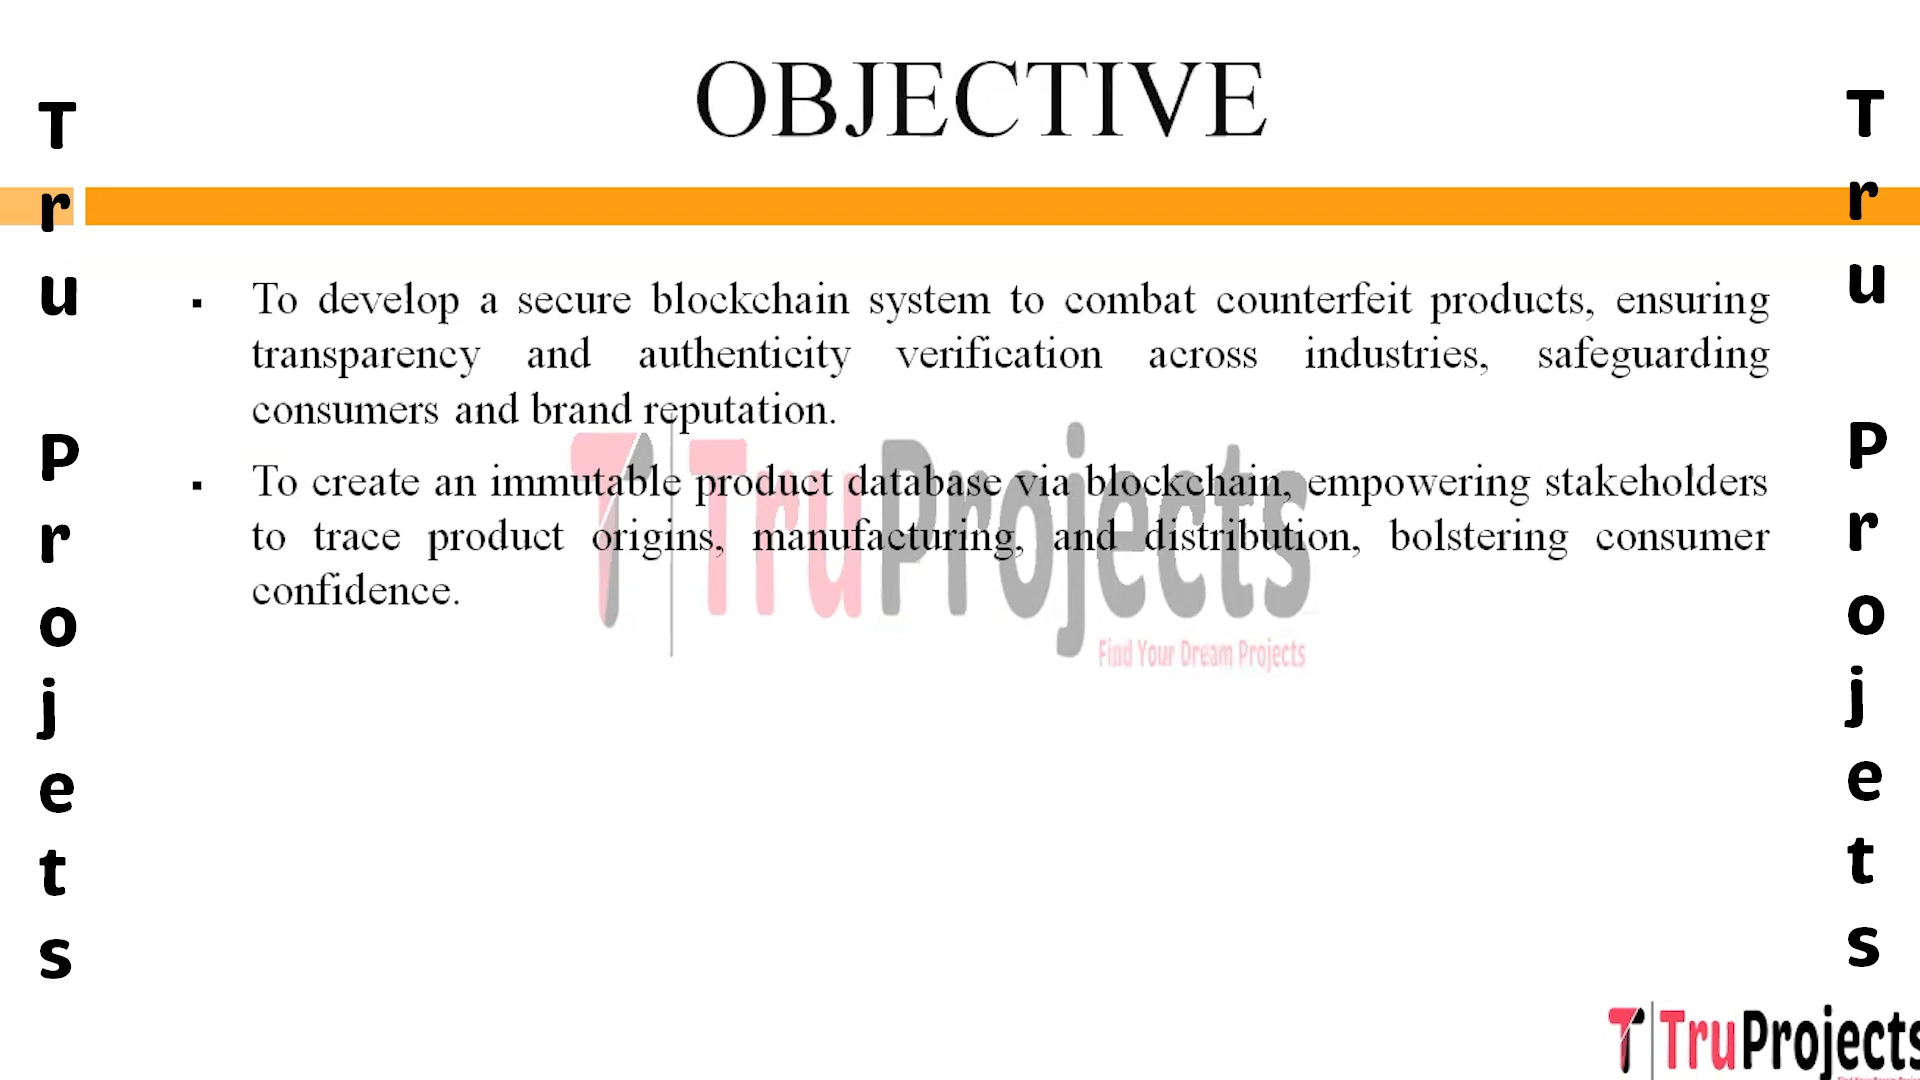 OBJECTIVE
Tru Projets
▪ To develop a secure blockchain system to combat counterfeit products, ensuring
transparency and authenticity verification across industries, safeguarding
consumers and brand reputation.
▪ To create an immutable product database via blockchain, empowering stakeholders
to trace product origins, manufacturing, and distribution, bolstering consumer
confidence.
TruProjects
Find Your Dream Projects
Tru Projets
TruProjects